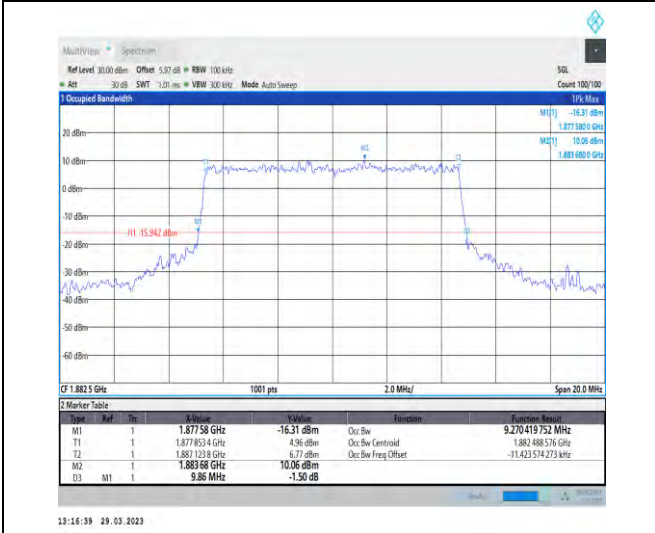 MultiView Spectrum
Ref Level 30.00 dBm Offset 5.97 dB RBW 100 kHz SGL
Att 30 dB SWT 1.01 ms VBW 300 kHz Mode Auto Sweep Count 100/100
1 Occupied Bandwidth 1Pk Max
M1[1] -16.31 dBm
1.877 580 0 GHz
M2[1] 10.06 dBm
1.883 680 0 GHz
20 dBm
M2
10 dBm
T1
0 dBm
-10 dBm
M1
H1 -15.942 dBm
-20 dBm
-30 dBm
-40 dBm
-50 dBm
-60 dBm
CF 1.882 5 GHz 1001 pts 2.0 MHz/ Span 20.0 MHz
2 Marker Table
Type Ref Trc X-Value Y-Value Function Function Result
M1 1 1.877 58 GHz -16.31 dBm Occ Bw 9.270 419 752 MHz
T1 1 1.877 853 4 GHz 4.96 dBm Occ Bw Centroid 1.882 488 576 GHz
T2 1 1.887 123 8 GHz 6.77 dBm Occ Bw Freq Offset -11.423 574 273 kHz
M2 1 1.883 68 GHz 10.06 dBm
D3 M1 1 9.86 MHz -1.50 dB
13:16:39 29.03.2023